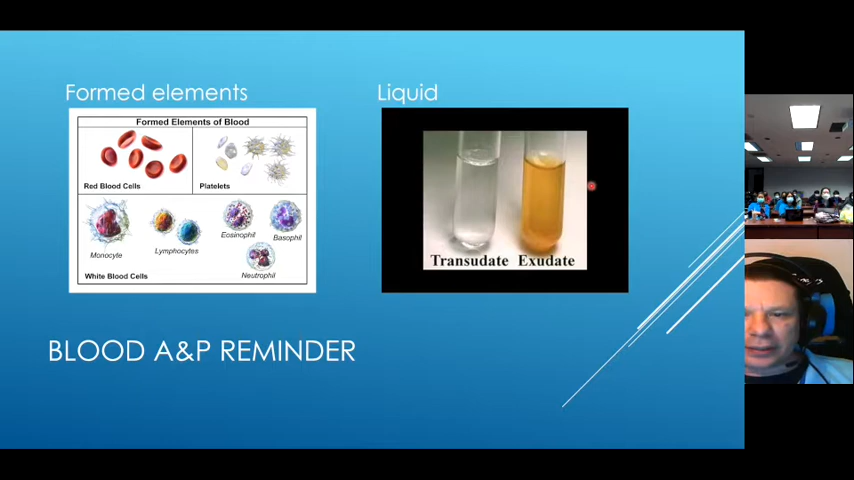 Formed elements
Liquid
Formed Elements of Blood
Red Blood Cells
Platelets
Monocyte
Lymphocytes
Eosinophil
Basophil
Neutrophil
White Blood Cells
Transudate Exudate
BLOOD A&P REMINDER